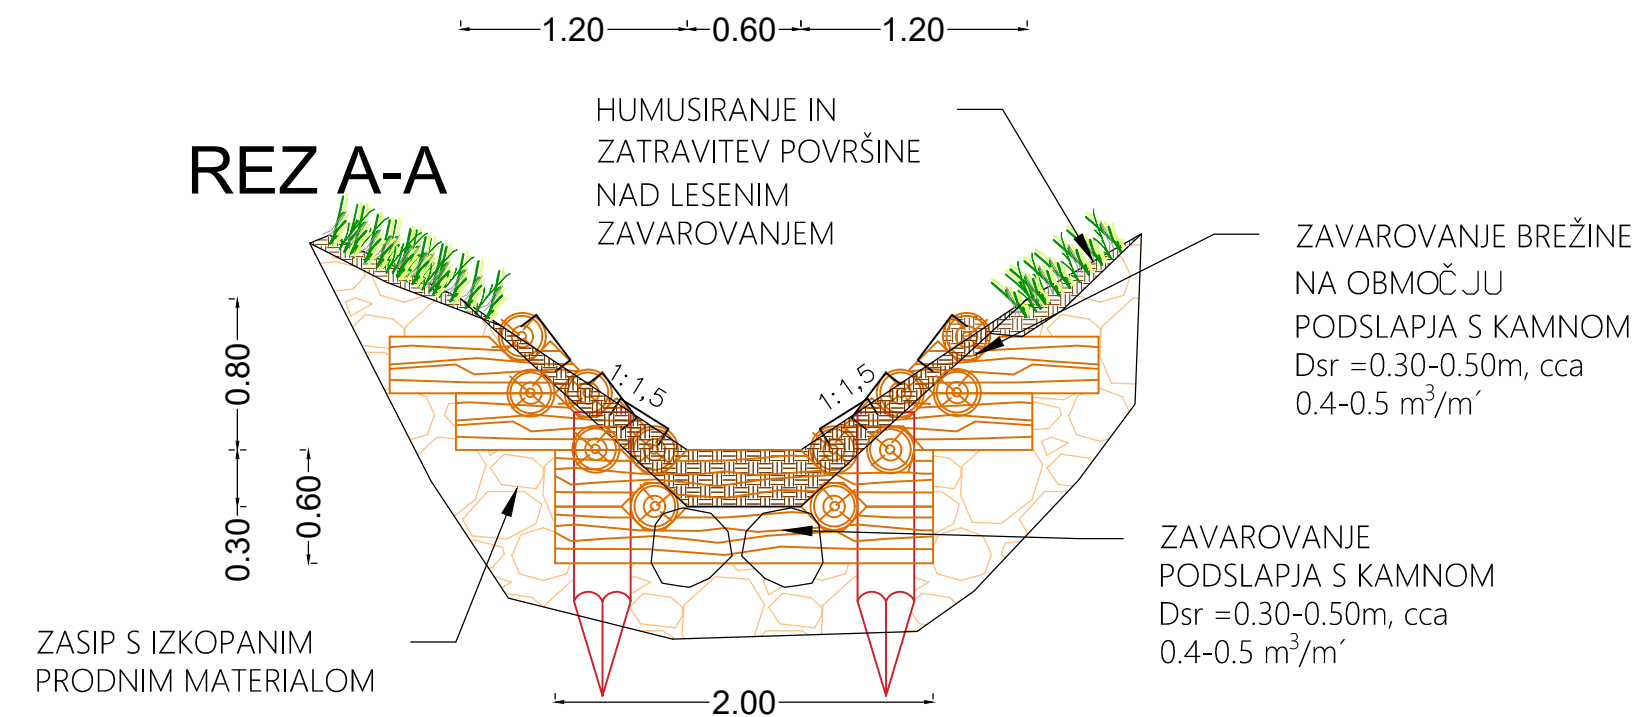 1.20 0.60 1.20
HUMUSIRANJE IN
ZATRAVITEV POVRŠINE
NAD LESENIM
ZAVAROVANJEM
REZ A-A
ZAVAROVANJE BREŽINE
NA OBMOČJU
PODSLAPJA S KAMNOM
Dsr =0.30-0.50m, cca
0.4-0.5 m³/m´
0.80
1:1,5
1:1,5
0.30
0.60
ZAVAROVANJE
PODSLAPJA S KAMNOM
Dsr =0.30-0.50m, cca
0.4-0.5 m³/m´
ZASIP S IZKOPANIM
PRODNIM MATERIALOM
2.00